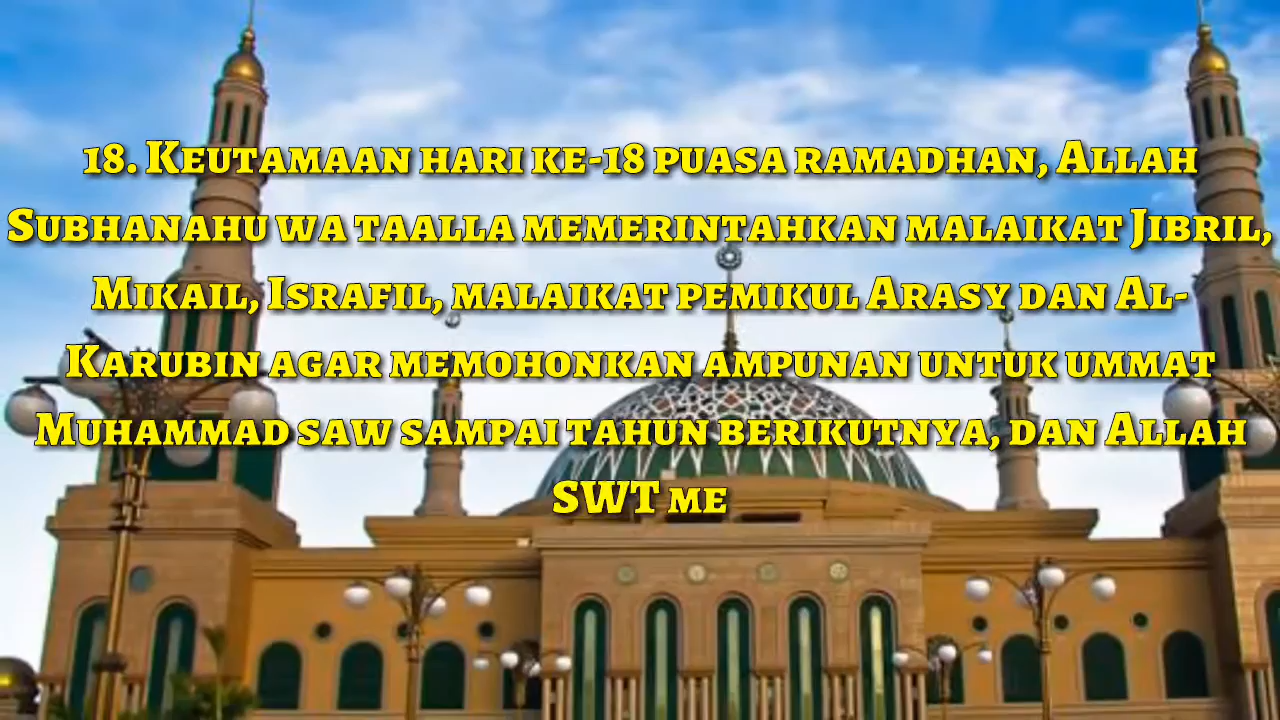 18. Keutamaan hari ke-18 puasa ramadhan, Allah
Subhanahu wa taalla memerintahkan malaikat Jibril,
Mikail, Israfil, malaikat pemikul Arasy dan Al-
Karubin agar memohonkan ampunan untuk ummat
Muhammad saw sampai tahun berikutnya, dan Allah
SWT me